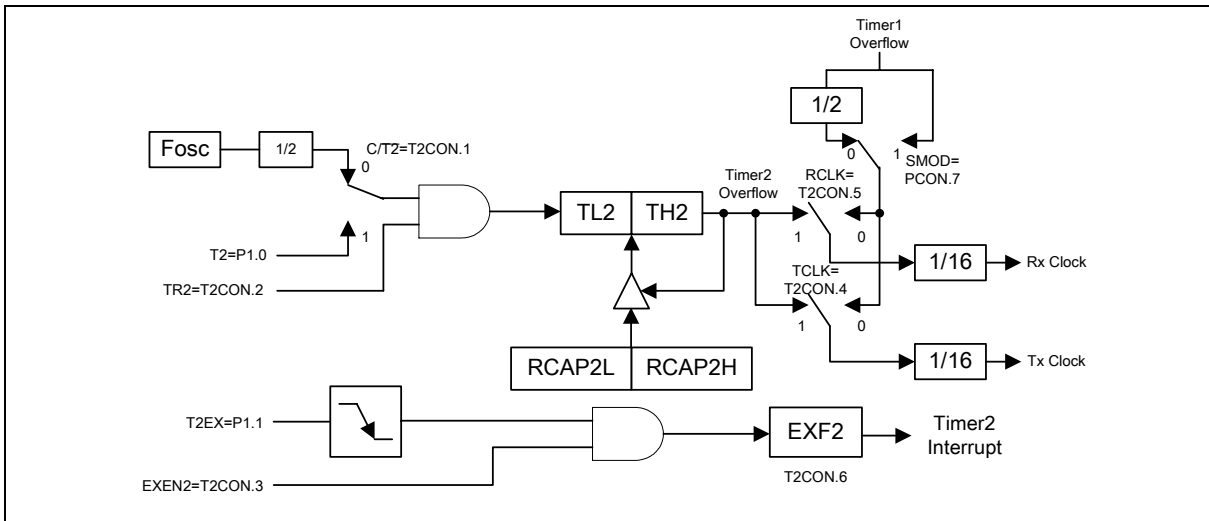 Timer1
Overflow
1/2
Fosc
1/2
C/T2=T2CON.1
0
0
1
SMOD=
PCON.7
Timer2
Overflow
RCLK=
T2CON.5
TL2
TH2
1
0
T2=P1.0
1
1/16
Rx Clock
TR2=T2CON.2
TCLK=
T2CON.4
1
0
RCAP2L
RCAP2H
1/16
Tx Clock
T2EX=P1.1
EXF2
Timer2
Interrupt
EXEN2=T2CON.3
T2CON.6